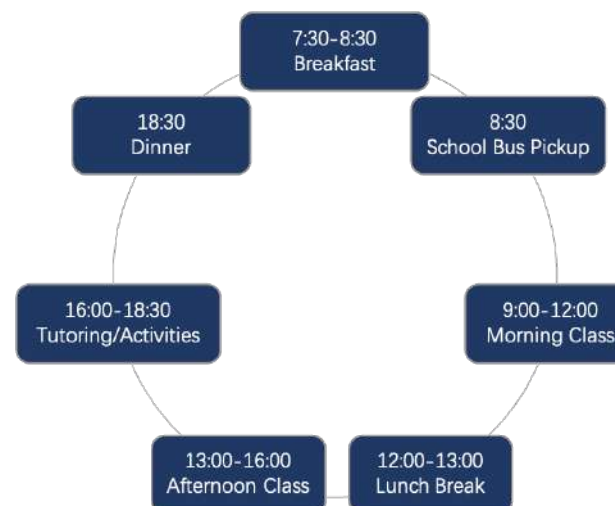 7:30-8:30
Breakfast
8:30
School Bus Pickup
9:00-12:00
Morning Class
12:00-13:00
Lunch Break
13:00-16:00
Afternoon Class
16:00-18:30
Tutoring/Activities
18:30
Dinner